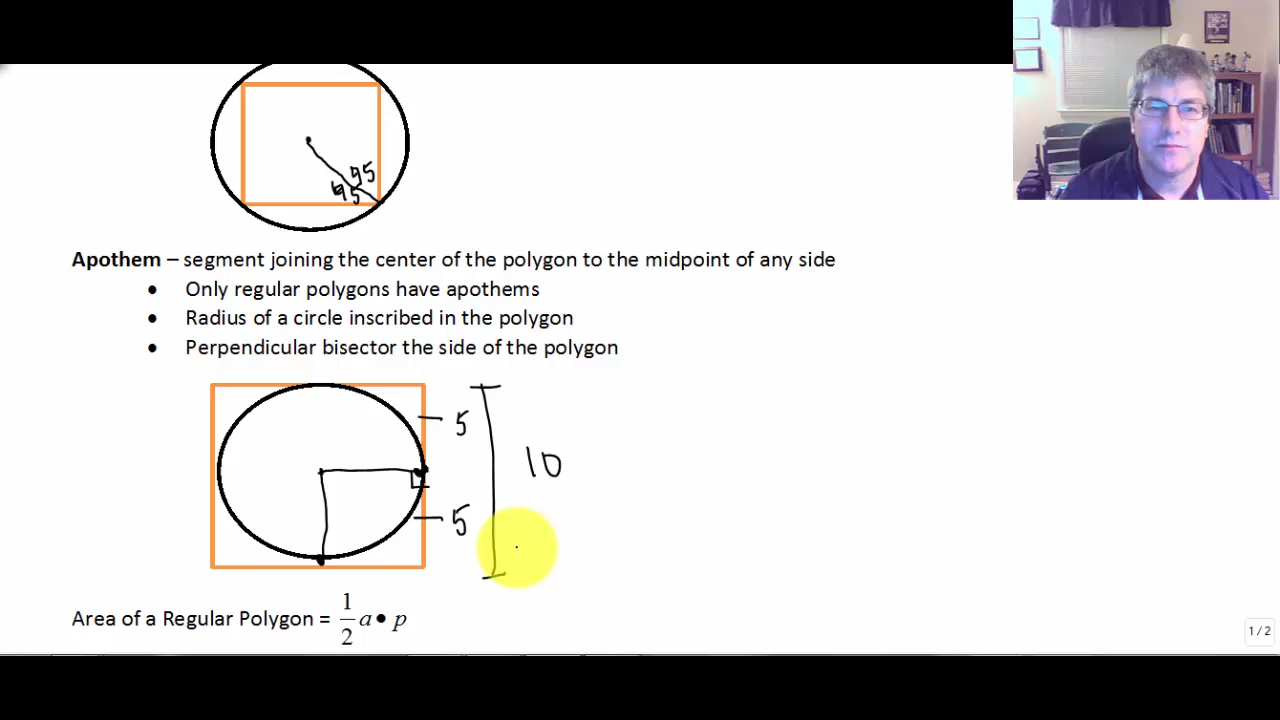 45
45
Apothem – segment joining the center of the polygon to the midpoint of any side
• Only regular polygons have apothems
• Radius of a circle inscribed in the polygon
• Perpendicular bisector the side of the polygon
5
10
5
Area of a Regular Polygon = 1/2 a • p
1 / 2